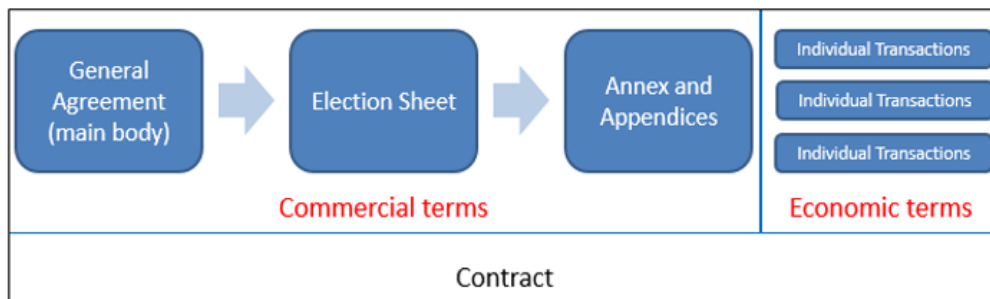 General
Agreement
(main body)
Election Sheet
Annex and
Appendices
Individual Transactions
Individual Transactions
Individual Transactions
Commercial terms
Economic terms
Contract